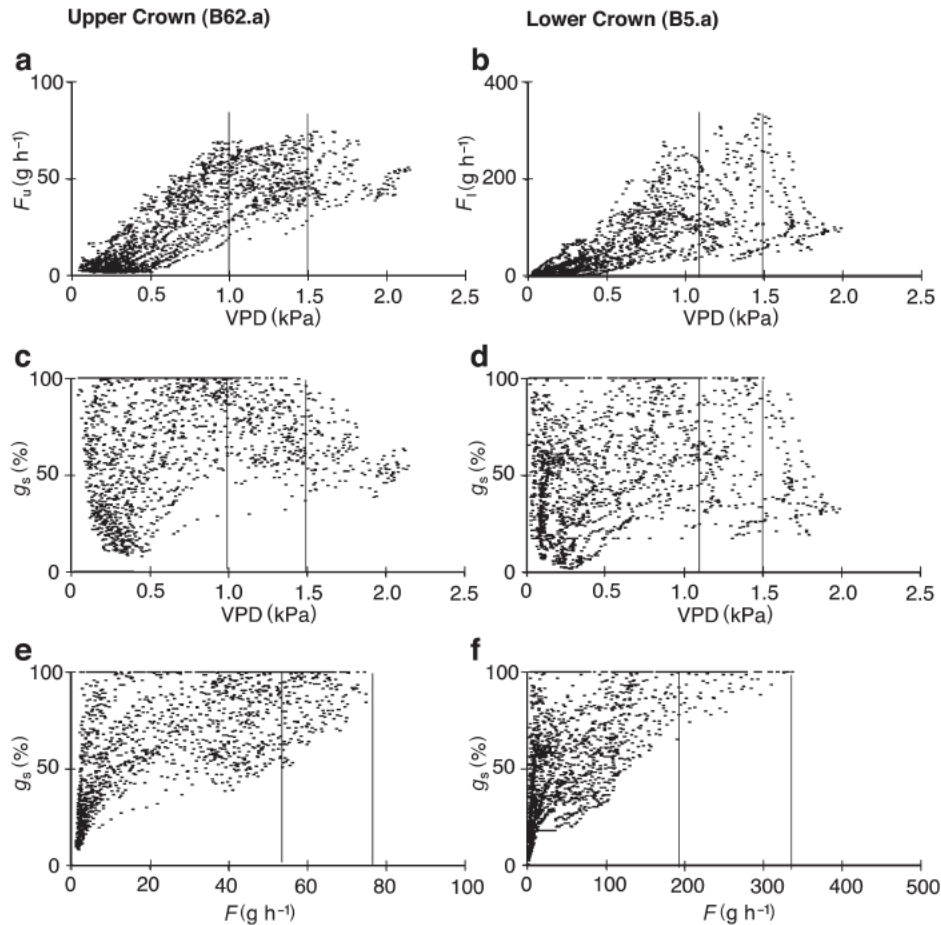 Upper Crown (B62.a)
Lower Crown (B5.a)
a
100
50
0
Fu (g h⁻¹)
0 0.5 1.0 1.5 2.0 2.5
VPD (kPa)
b
400
200
0
Fl (g h⁻¹)
0 0.5 1.0 1.5 2.0 2.5
VPD (kPa)
c
100
50
0
gs (%)
0 0.5 1.0 1.5 2.0 2.5
VPD (kPa)
d
100
50
0
gs (%)
0 0.5 1.0 1.5 2.0 2.5
VPD (kPa)
e
100
50
0
gs (%)
0 20 40 60 80 100
F (g h⁻¹)
f
100
50
0
gs (%)
0 100 200 300 400 500
F (g h⁻¹)